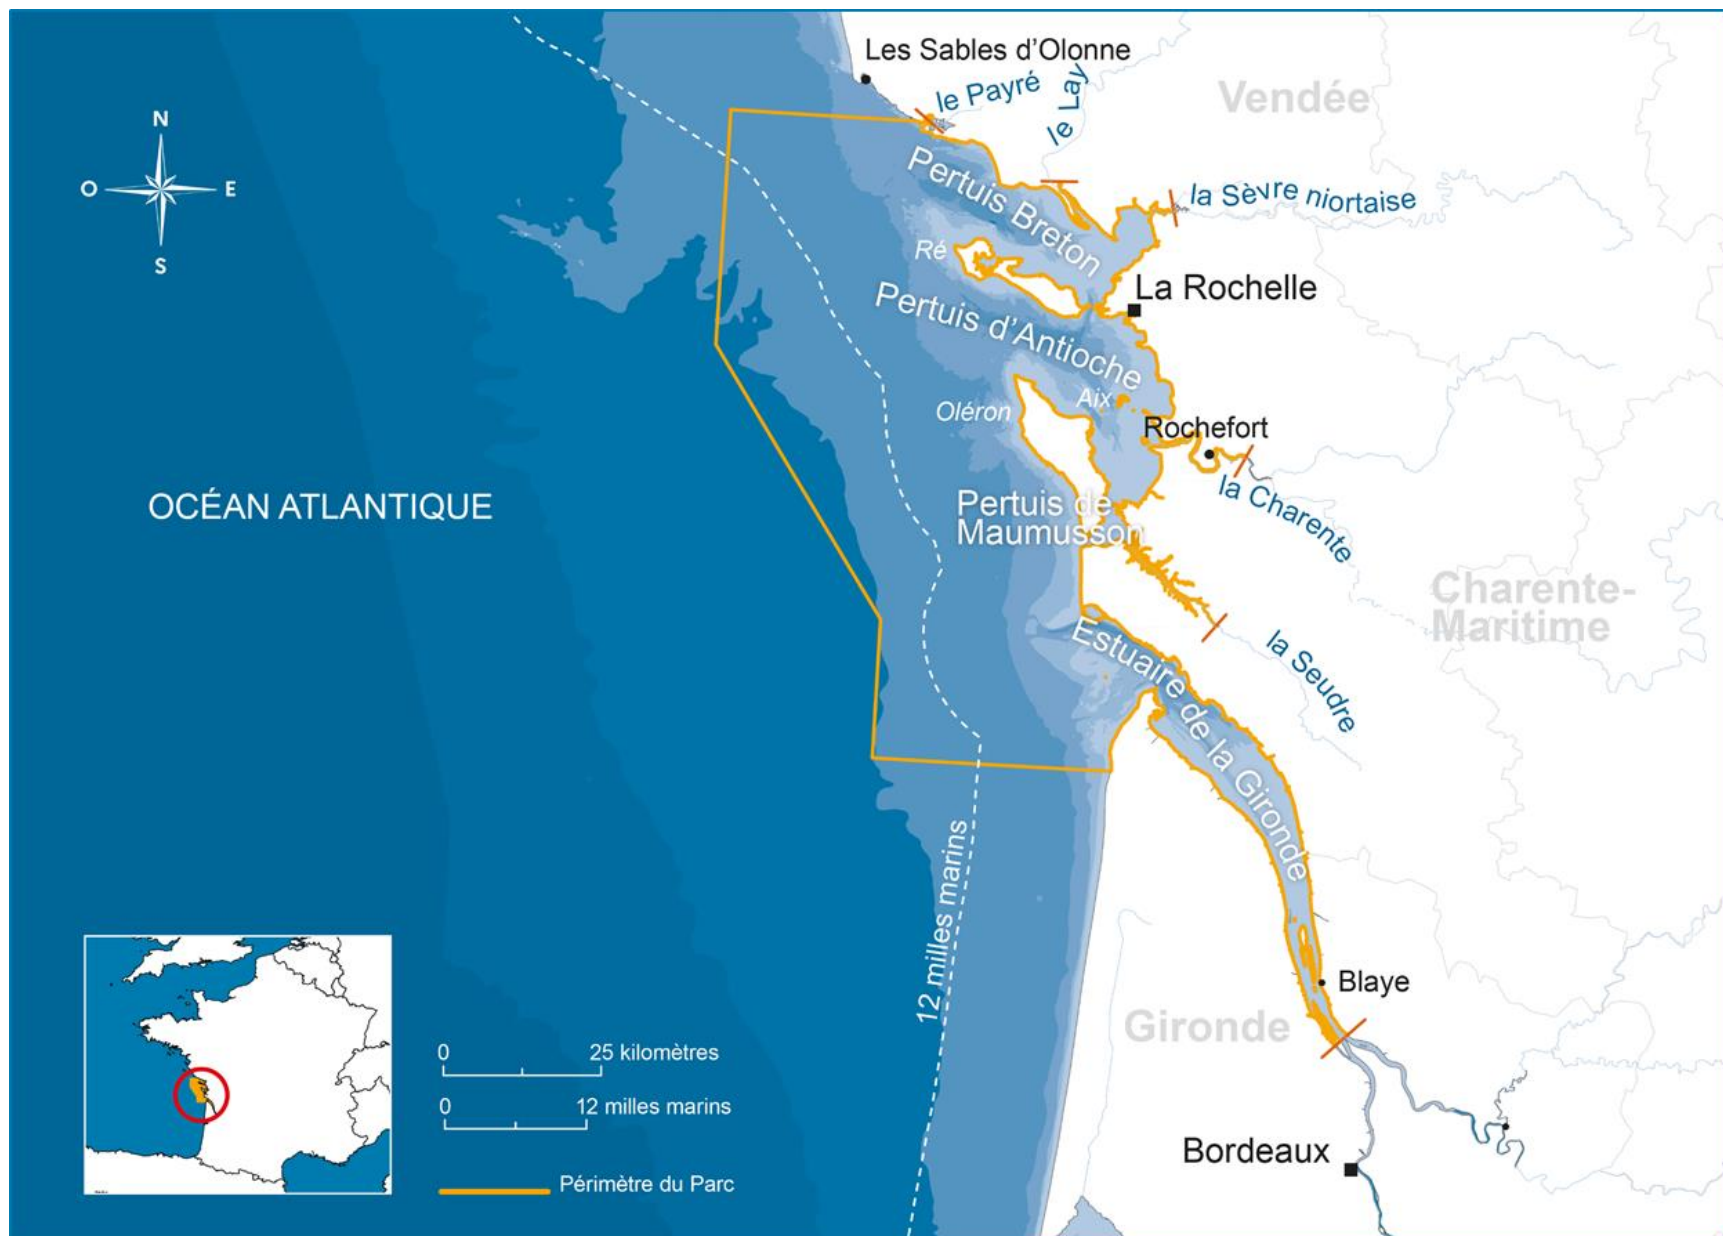 Les Sables d'Olonne
le Payré
le Lay
Vendée
N
O
E
S
Pertuis Breton
la Sèvre niortaise
Ré
La Rochelle
Pertuis d'Antioche
Aix
Oléron
Rochefort
OCÉAN ATLANTIQUE
la Charente
Pertuis de
Maumusson
Charente-
Maritime
Estuaire de la Gironde
la Seudre
12 milles marins
Blaye
Gironde
0 25 kilomètres
0 12 milles marins
Bordeaux
Périmètre du Parc